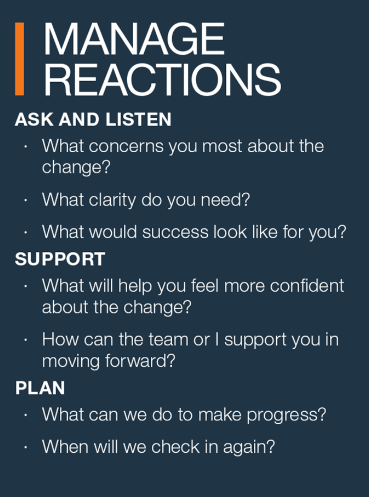 MANAGE
REACTIONS
ASK AND LISTEN
· What concerns you most about the
change?
· What clarity do you need?
· What would success look like for you?
SUPPORT
· What will help you feel more confident
about the change?
· How can the team or I support you in
moving forward?
PLAN
· What can we do to make progress?
· When will we check in again?